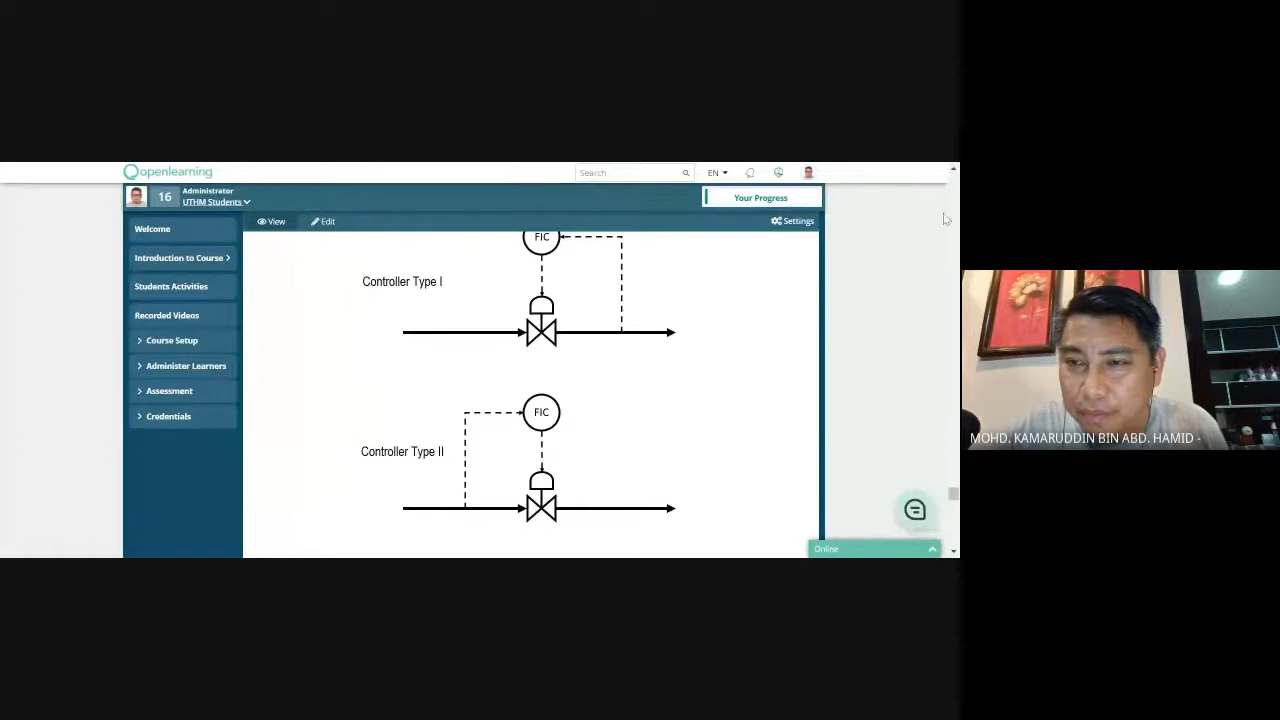 openlearning
Search
EN
16
Administrator
UTHM Students
Your Progress
View
Edit
Settings
Welcome
Introduction to Course
Students Activities
Recorded Videos
Course Setup
Administer Learners
Assessment
Credentials
FIC
Controller Type I
FIC
Controller Type II
Online
MOHD. KAMARUDDIN BIN ABD. HAMID -